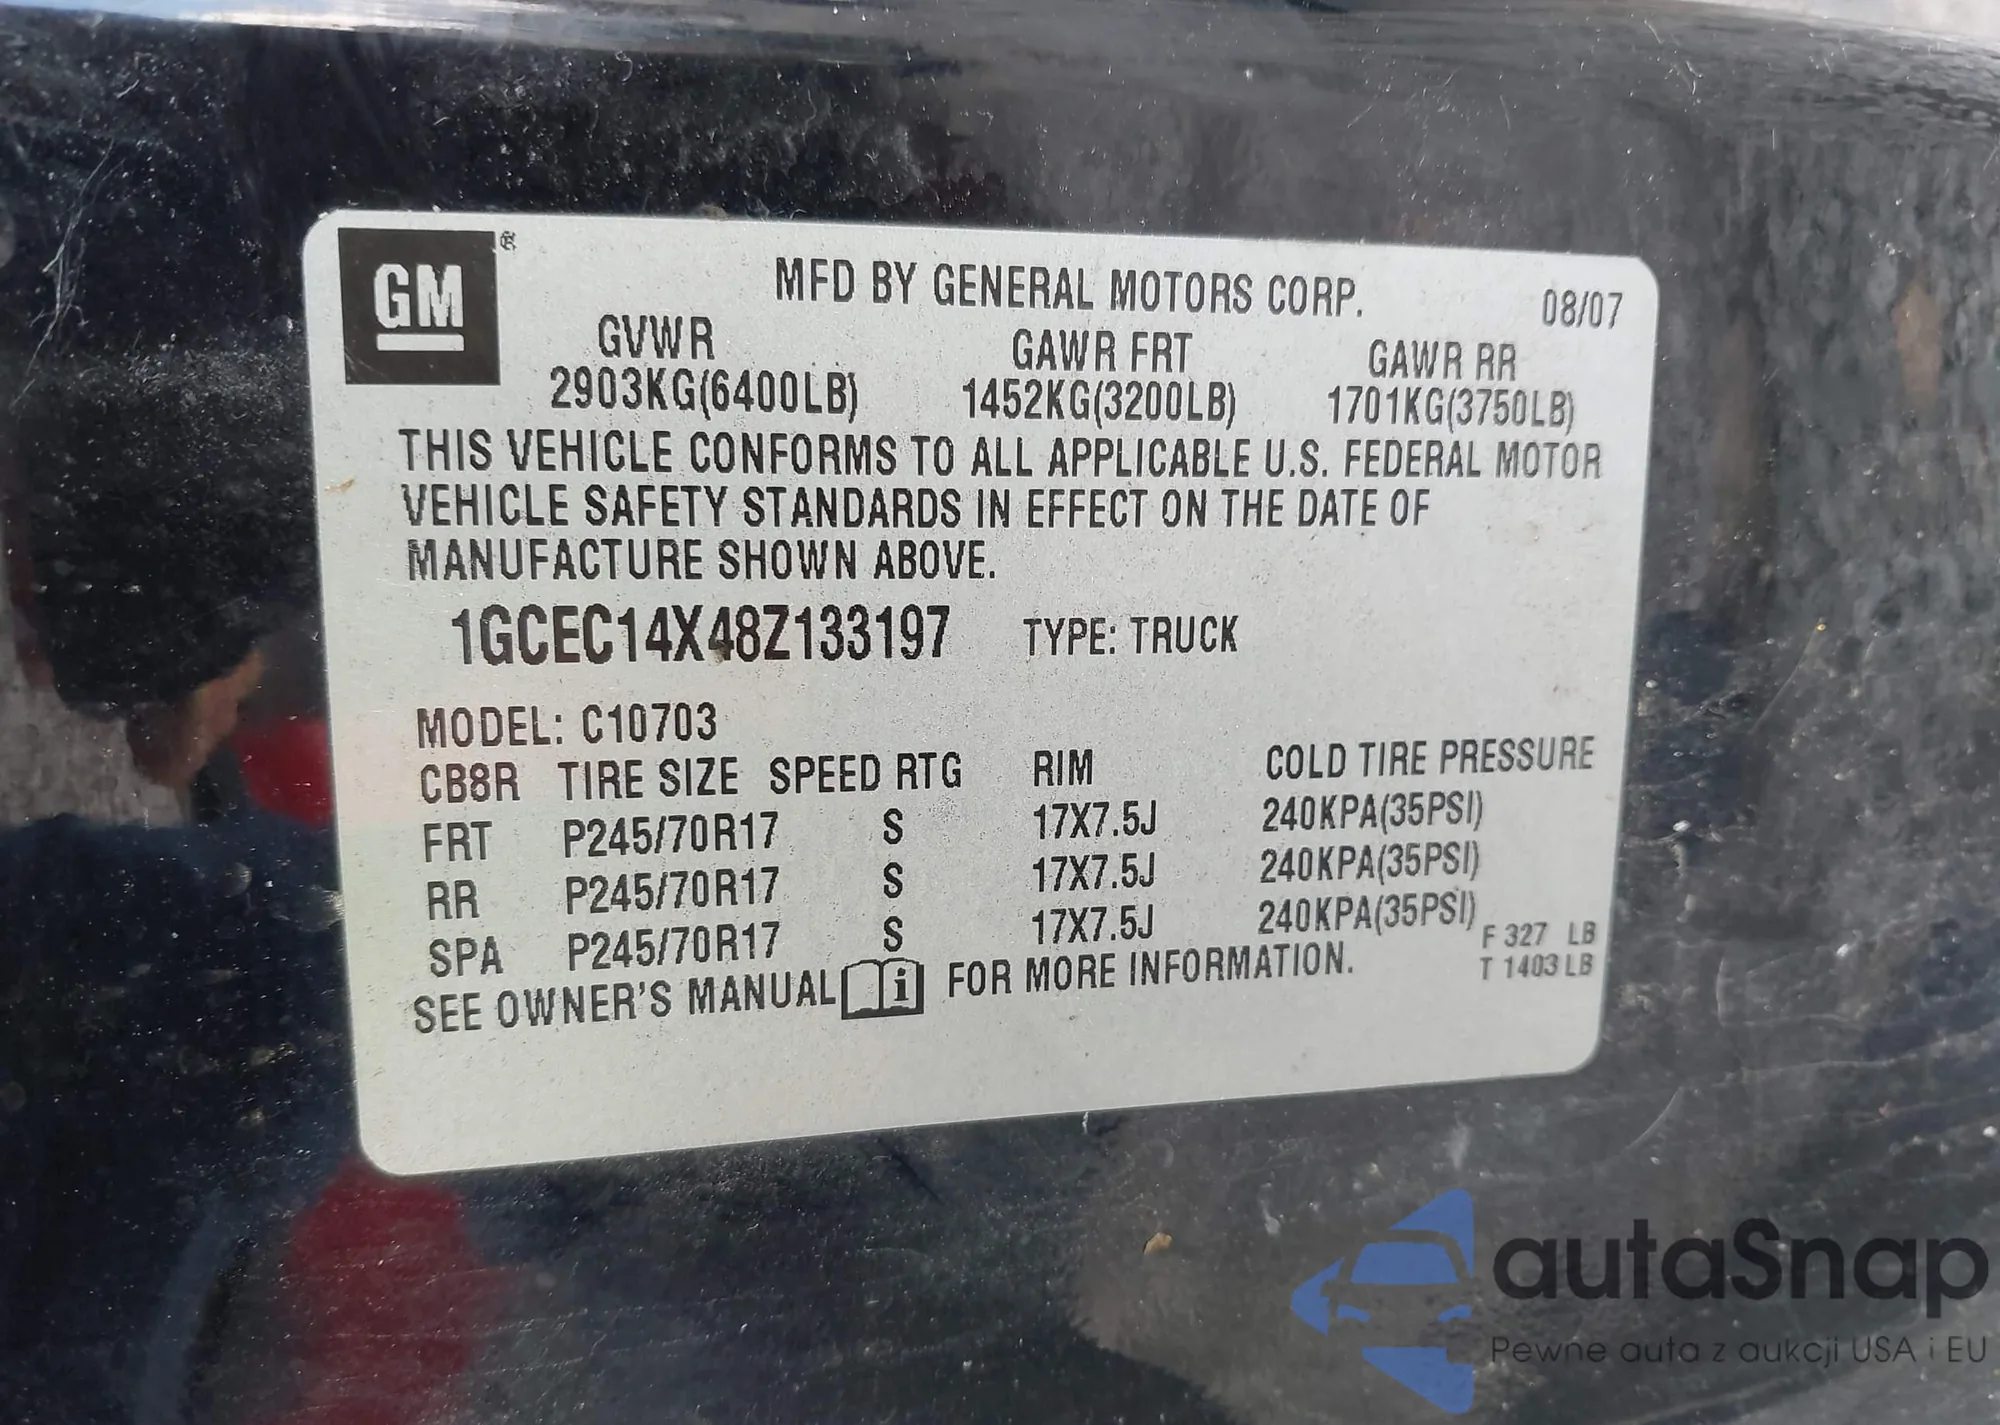 GM®
MFD BY GENERAL MOTORS CORP. 08/07
GVWR GAWR FRT GAWR RR
2903KG(6400LB) 1452KG(3200LB) 1701KG(3750LB)
THIS VEHICLE CONFORMS TO ALL APPLICABLE U.S. FEDERAL MOTOR
VEHICLE SAFETY STANDARDS IN EFFECT ON THE DATE OF
MANUFACTURE SHOWN ABOVE.
1GCEC14X48Z133197 TYPE: TRUCK
MODEL: C10703
CB8R TIRE SIZE SPEED RTG RIM COLD TIRE PRESSURE
FRT P245/70R17 S 17X7.5J 240KPA(35PSI)
RR P245/70R17 S 17X7.5J 240KPA(35PSI)
SPA P245/70R17 S 17X7.5J 240KPA(35PSI)
F 327 LB
T 1403 LB
SEE OWNER'S MANUAL i FOR MORE INFORMATION.
autaSnap
Pewne auta z aukcji USA i EU